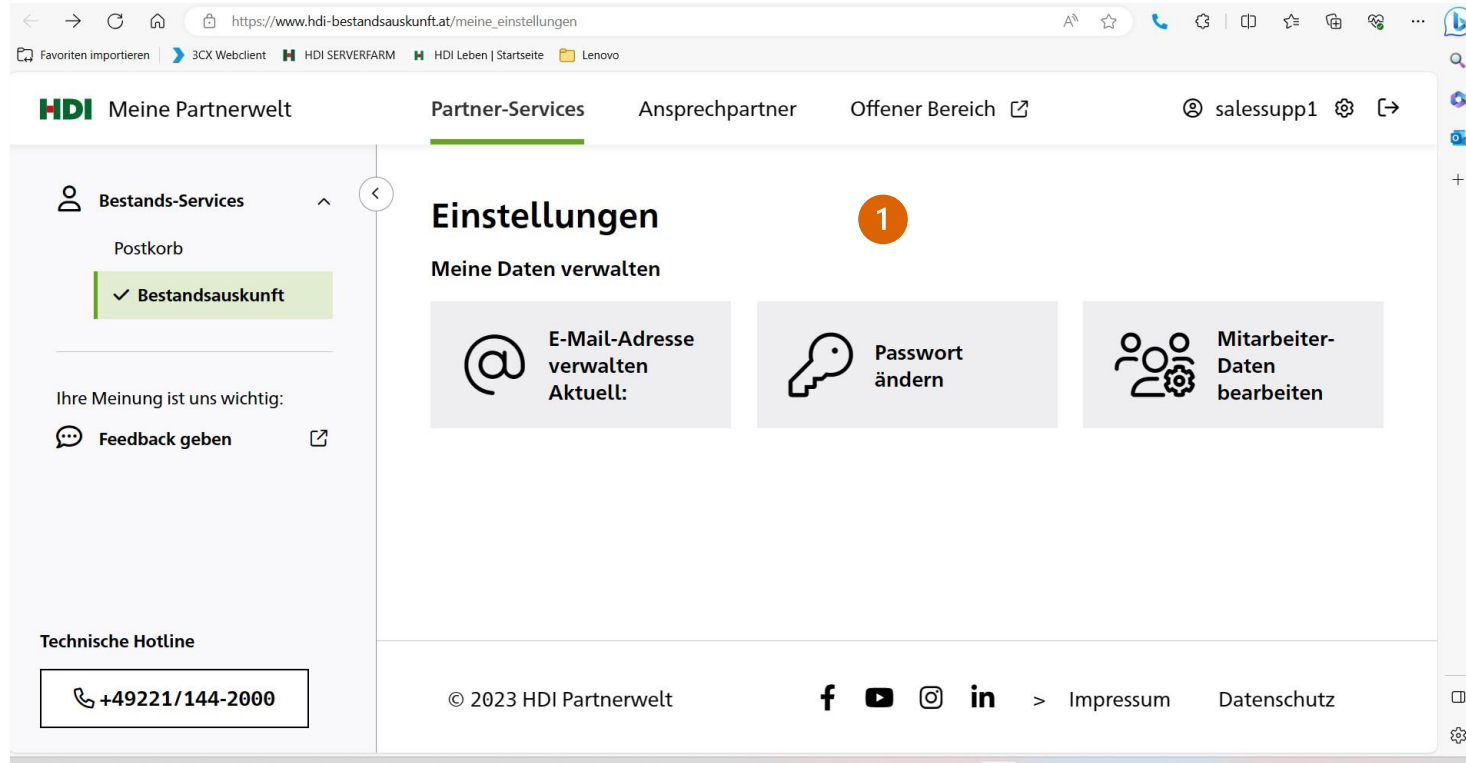 https://www.hdi-bestandsauskunft.at/meine_einstellungen
Favoriten importieren 3CX Webclient HDI SERVERFARM HDI Leben | Startseite Lenovo
HDI Meine Partnerwelt Partner-Services Ansprechpartner Offener Bereich salessupp1
Bestands-Services
Postkorb
Bestandsauskunft
Ihre Meinung ist uns wichtig:
Feedback geben
Technische Hotline
+49221/144-2000
Einstellungen 1
Meine Daten verwalten
E-Mail-Adresse
verwalten
Aktuell:
Passwort
ändern
Mitarbeiter-
Daten
bearbeiten
© 2023 HDI Partnerwelt > Impressum Datenschutz